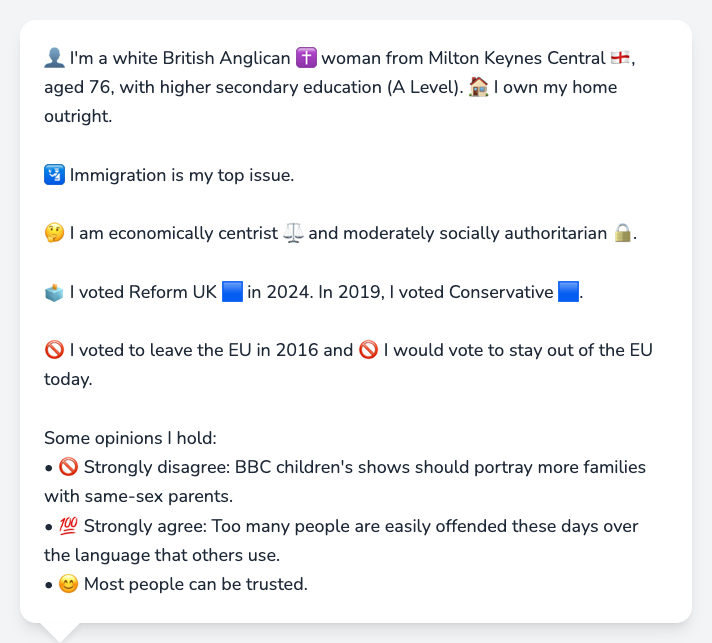 👤 I'm a white British Anglican ✝️ woman from Milton Keynes Central 🏴󠁧󠁢󠁥󠁮󠁧󠁿,
aged 76, with higher secondary education (A Level). 🏠 I own my home
outright.
🛂 Immigration is my top issue.
🤔 I am economically centrist ⚖️ and moderately socially authoritarian 🔒.
🗳️ I voted Reform UK 🟦 in 2024. In 2019, I voted Conservative 🟦.
🚫 I voted to leave the EU in 2016 and 🚫 I would vote to stay out of the EU
today.
Some opinions I hold:
• 🚫 Strongly disagree: BBC children's shows should portray more families
with same-sex parents.
• 💯 Strongly agree: Too many people are easily offended these days over
the language that others use.
• 😊 Most people can be trusted.